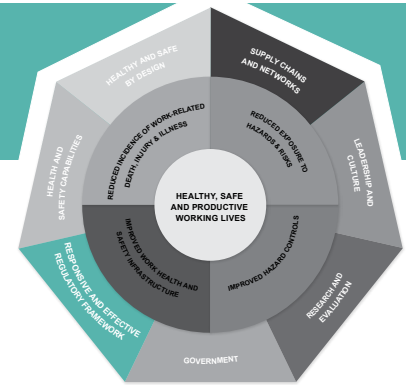 HEALTHY AND SAFE
BY DESIGN
SUPPLY CHAINS
AND NETWORKS
LEADERSHIP AND
CULTURE
RESEARCH AND
EVALUATION
GOVERNMENT
RESPONSIVE AND EFFECTIVE
REGULATORY FRAMEWORK
HEALTH AND
SAFETY CAPABILITIES
REDUCED INCIDENCE OF WORK-RELATED
DEATH, INJURY & ILLNESS
REDUCED EXPOSURE TO
HAZARDS & RISKS
IMPROVED HAZARD CONTROLS
IMPROVED WORK HEALTH AND
SAFETY INFRASTRUCTURE
HEALTHY, SAFE
AND PRODUCTIVE
WORKING LIVES